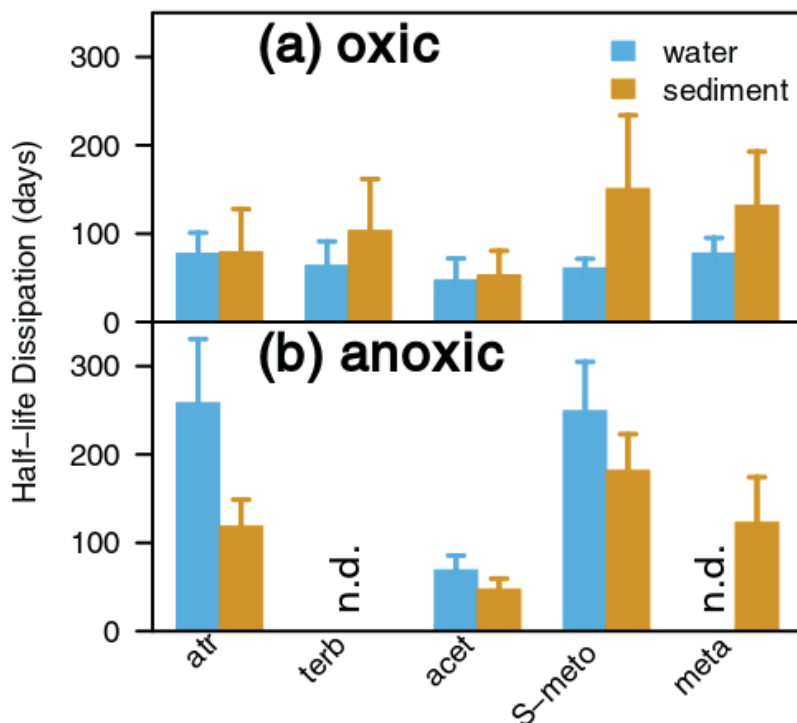 (a) oxic
water
sediment
300
200
100
0
(b) anoxic
300
200
100
0
Half−life Dissipation (days)
n.d.
n.d.
atr
terb
acet
S−meto
meta